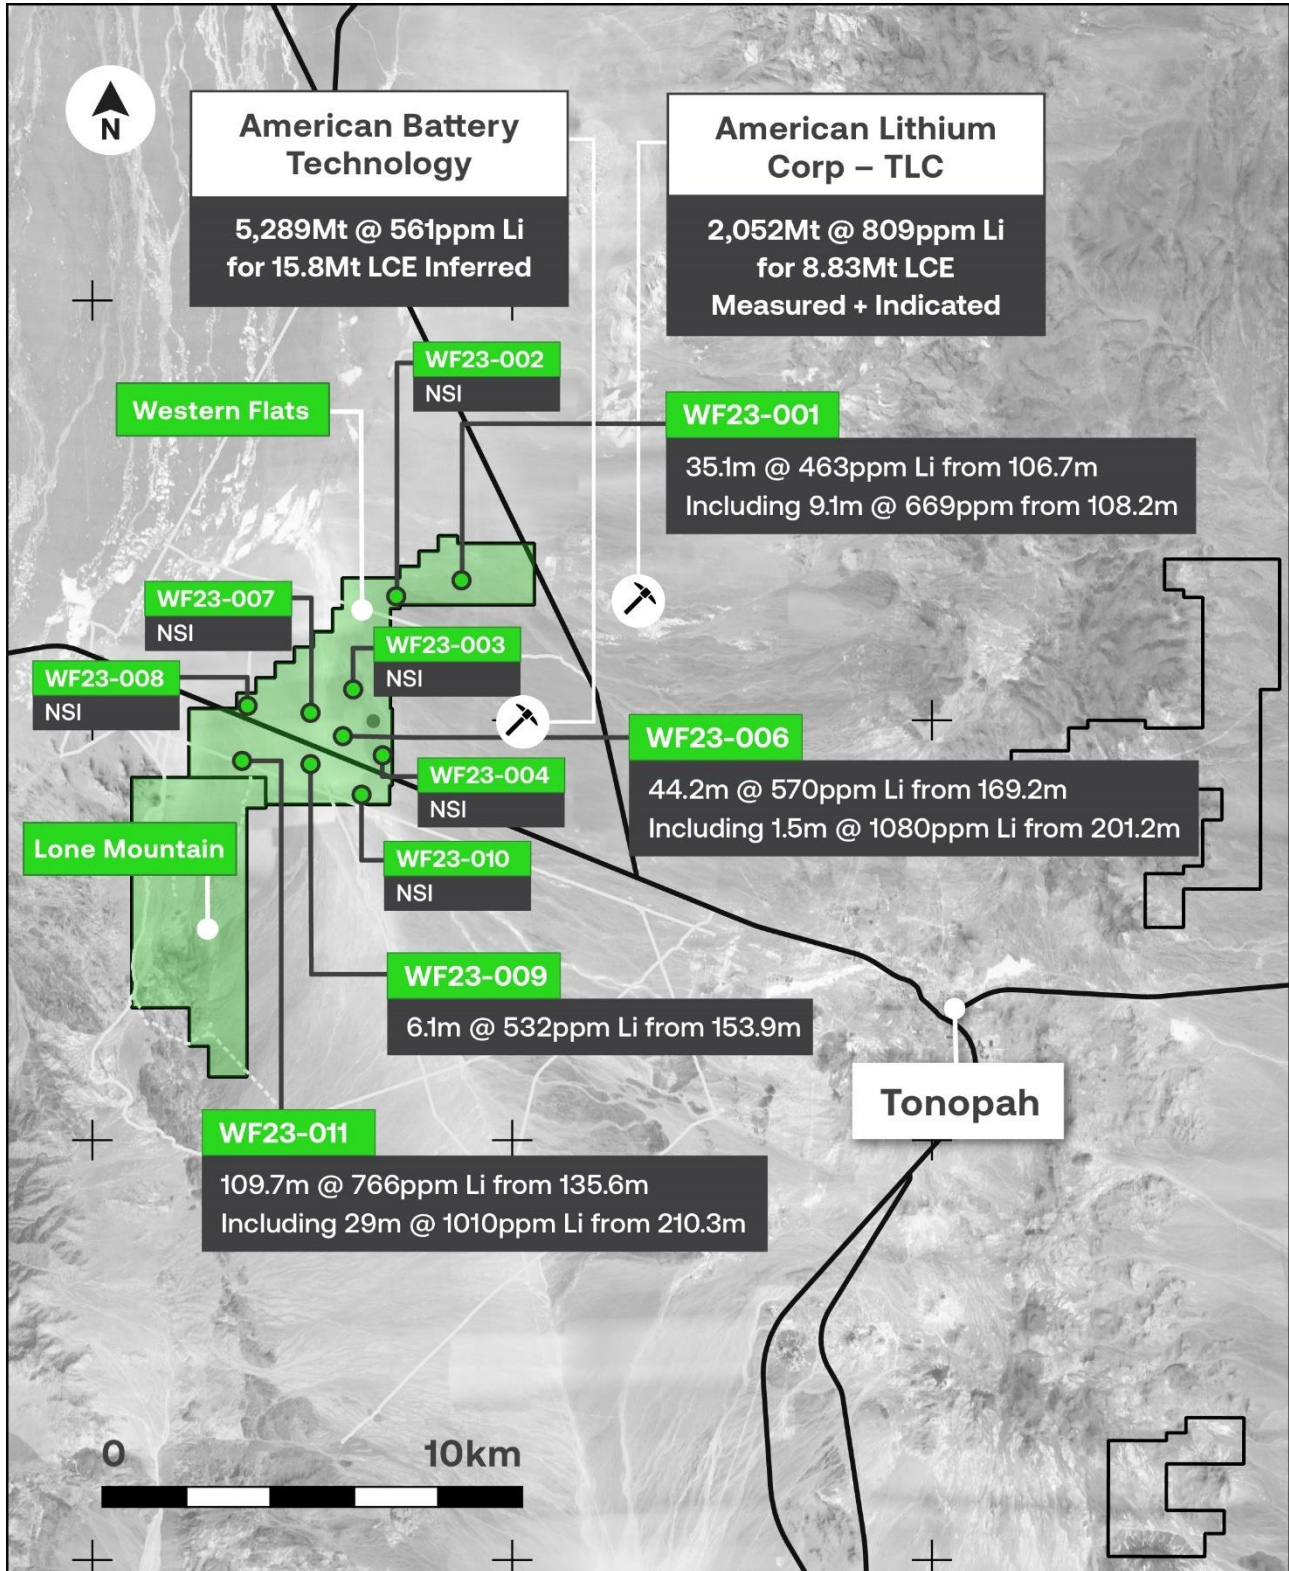 N
American Battery
Technology
5,289Mt @ 561ppm Li
for 15.8Mt LCE Inferred
American Lithium
Corp – TLC
2,052Mt @ 809ppm Li
for 8.83Mt LCE
Measured + Indicated
WF23-002
NSI
Western Flats
WF23-001
35.1m @ 463ppm Li from 106.7m
Including 9.1m @ 669ppm from 108.2m
WF23-007
NSI
WF23-003
NSI
WF23-008
NSI
WF23-006
44.2m @ 570ppm Li from 169.2m
Including 1.5m @ 1080ppm Li from 201.2m
WF23-004
NSI
Lone Mountain
WF23-010
NSI
WF23-009
6.1m @ 532ppm Li from 153.9m
Tonopah
WF23-011
109.7m @ 766ppm Li from 135.6m
Including 29m @ 1010ppm Li from 210.3m
0
10km